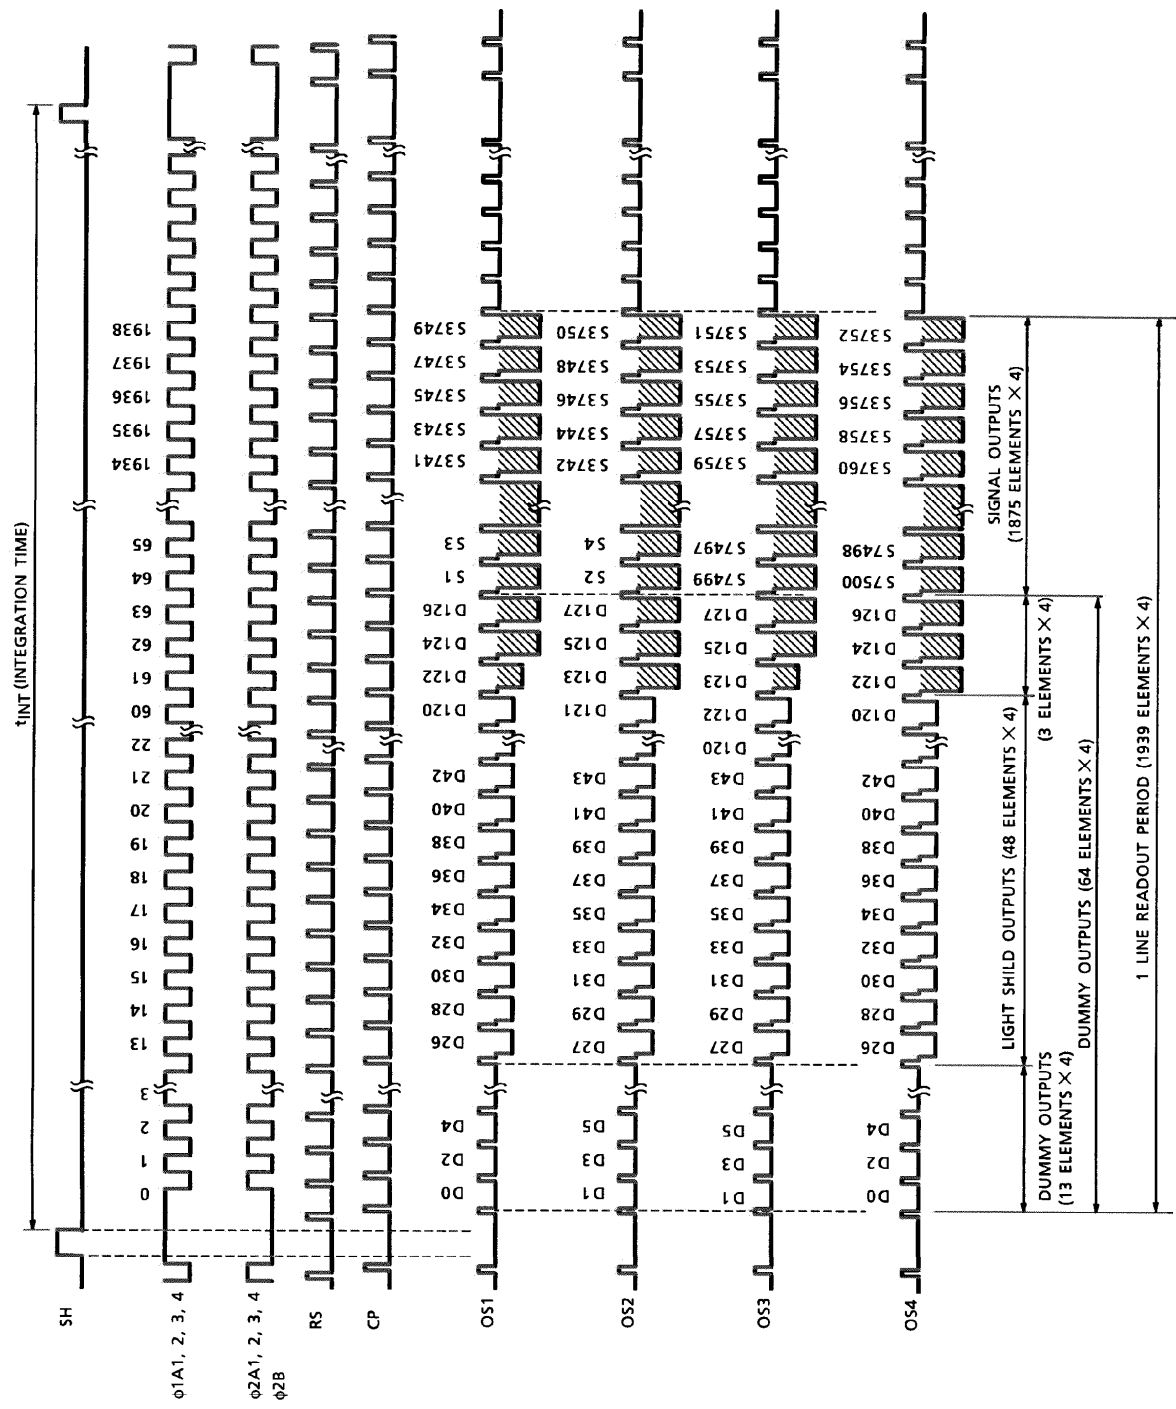 tINT (INTEGRATION TIME)
SH
0 1 2 3 13 14 15 16 17 18 19 20 21 22 60 61 62 63 64 65 1934 1935 1936 1937 1938
φ1A1, 2, 3, 4
φ2A1, 2, 3, 4
φ2B
RS
CP
D0 D2 D4 D26 D28 D30 D32 D34 D36 D38 D40 D42 D120 D122 D124 D126 S1 S3 S3741 S3743 S3745 S3747 S3749
OS1
D1 D3 D5 D27 D29 D31 D33 D35 D37 D39 D41 D43 D121 D123 D125 D127 S2 S4 S3742 S3744 S3746 S3748 S3750
OS2
D1 D3 D5 D27 D29 D31 D33 D35 D37 D39 D41 D43 D120 D122 D123 D125 D127 S7499 S7497 S3759 S3757 S3755 S3753 S3751
OS3
D0 D2 D4 D26 D28 D30 D32 D34 D36 D38 D40 D42 D120 D122 D124 D126 S7500 S7498 S3760 S3758 S3756 S3754 S3752
OS4
DUMMY OUTPUTS
(13 ELEMENTS × 4)
LIGHT SHILD OUTPUTS (48 ELEMENTS × 4)
(3 ELEMENTS × 4)
SIGNAL OUTPUTS
(1875 ELEMENTS × 4)
DUMMY OUTPUTS (64 ELEMENTS × 4)
1 LINE READOUT PERIOD (1939 ELEMENTS × 4)